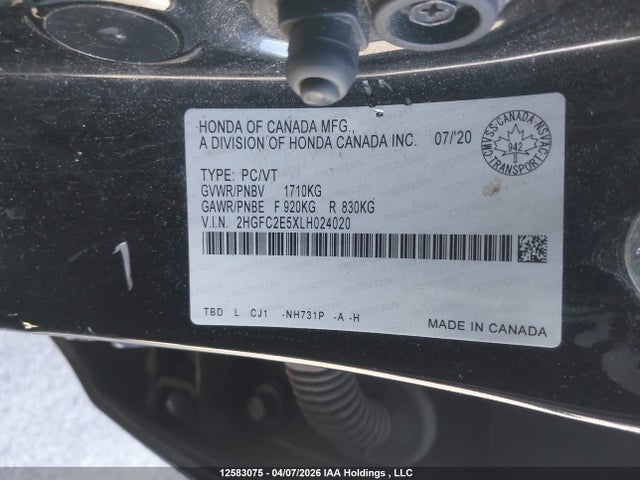 HONDA OF CANADA MFG.,
A DIVISION OF HONDA CANADA INC. 07/'20
CMVSS-CANADA-NSVAC
942
TRANSPORT
TYPE: PC/VT
GVWR/PNBV 1710KG
GAWR/PNBE F 920KG R 830KG
V.I.N. 2HGFC2E5XLH024020
TBD L CJ1 -NH731P -A -H
MADE IN CANADA
12583075 - 04/07/2026 IAA Holdings , LLC